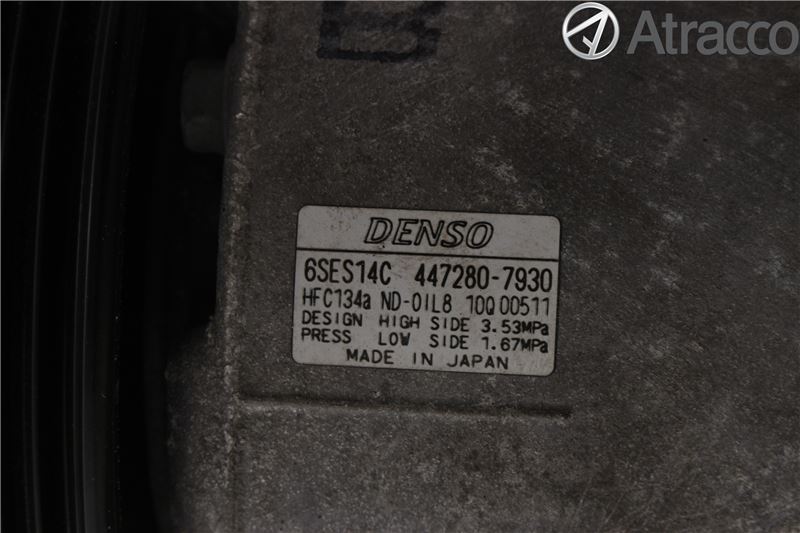 Atracco
DENSO
6SES14C 447280-7930
HFC134a ND-OIL8 10Q00511
DESIGN HIGH SIDE 3.53MPa
PRESS LOW SIDE 1.67MPa
MADE IN JAPAN